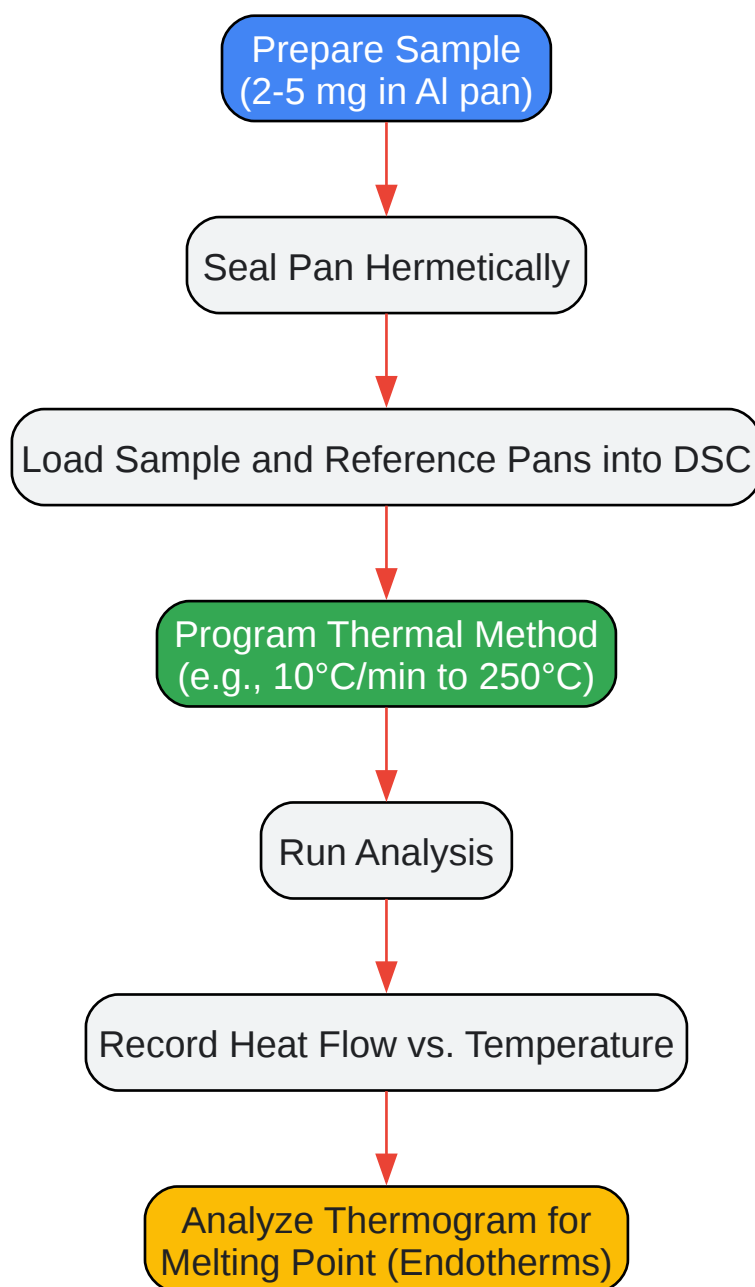 Prepare Sample
(2-5 mg in Al pan)
Seal Pan Hermetically
Load Sample and Reference Pans into DSC
Program Thermal Method
(e.g., 10°C/min to 250°C)
Run Analysis
Record Heat Flow vs. Temperature
Analyze Thermogram for
Melting Point (Endotherms)